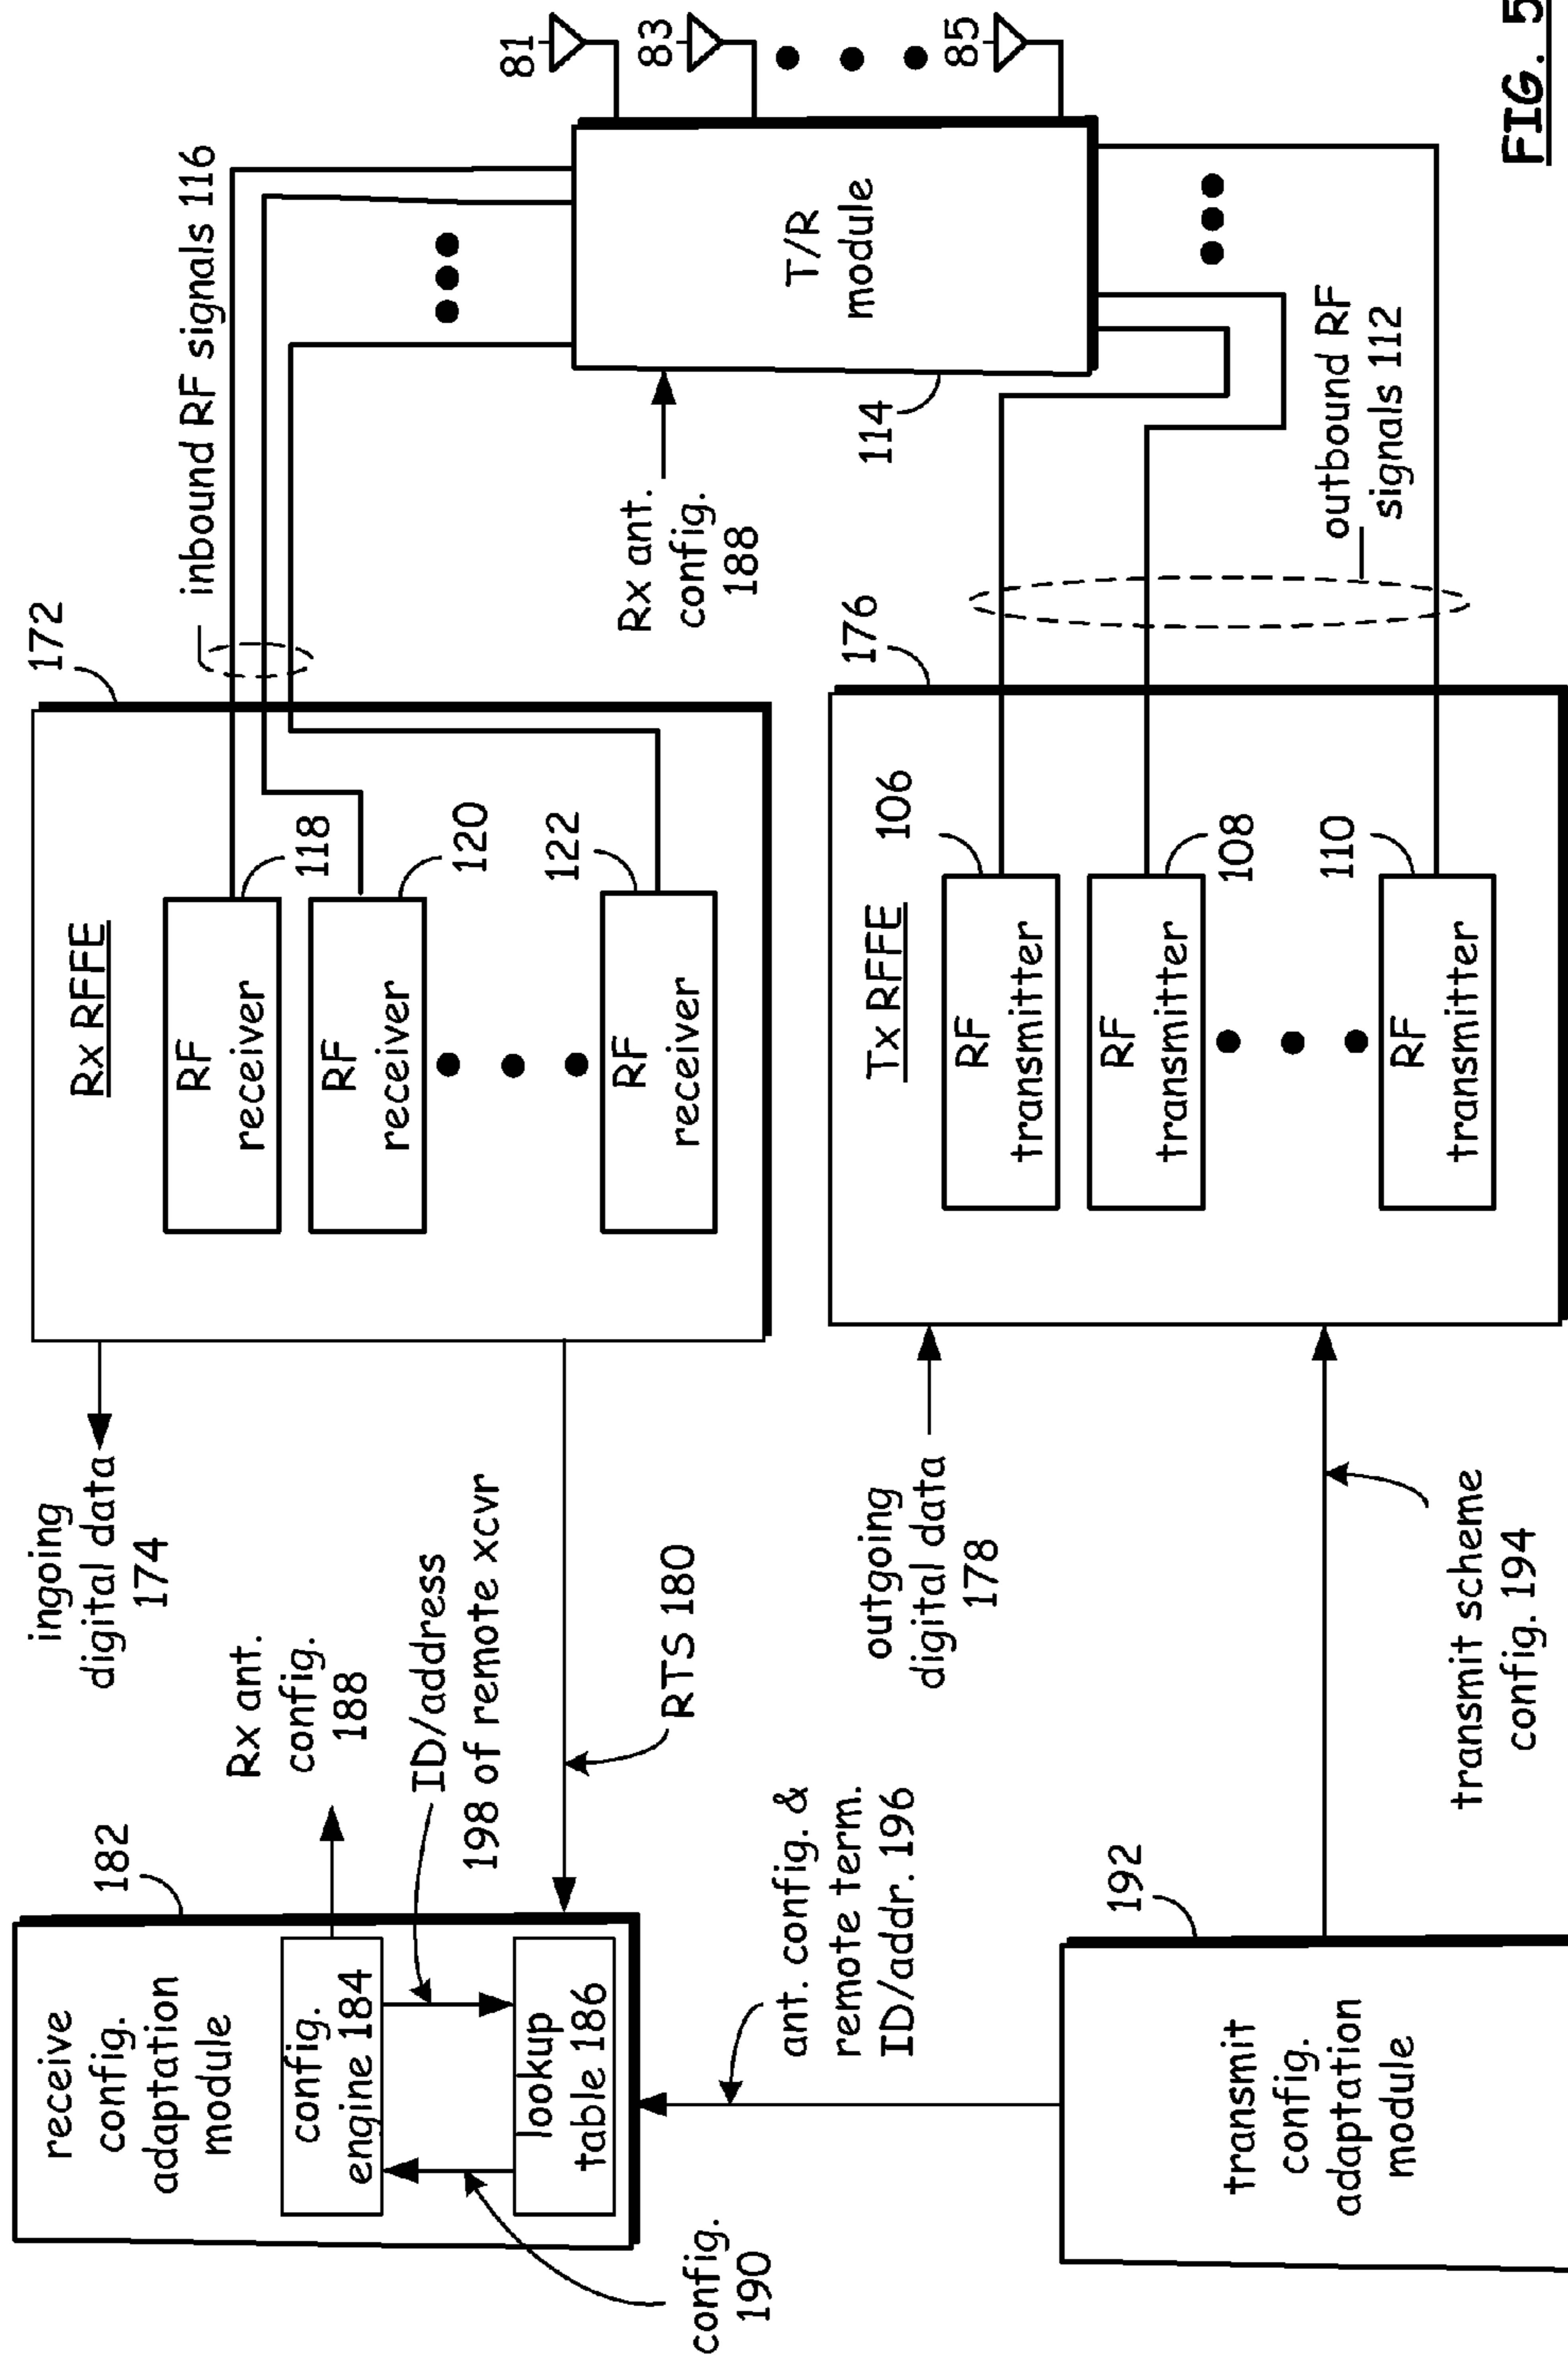 receive
config.
adaptation
module
182
config.
engine 184
lookup
table 186
Rx ant.
config.
188
ID/address
198 of remote xcvr
config.
190
RTS 180
ant. config. &
remote term.
ID/addr. 196
transmit
config.
adaptation
module
192
transmit scheme
config. 194
ingoing
digital data
174
outgoing
digital data
178
Rx RFFE
172
RF
receiver
118
RF
receiver
120
RF
receiver
122
Tx RFFE
176
RF
transmitter
106
RF
transmitter
108
RF
transmitter
110
inbound RF signals 116
Rx ant.
config.
188
T/R
module
114
outbound RF
signals 112
81
83
85
FIG. 5